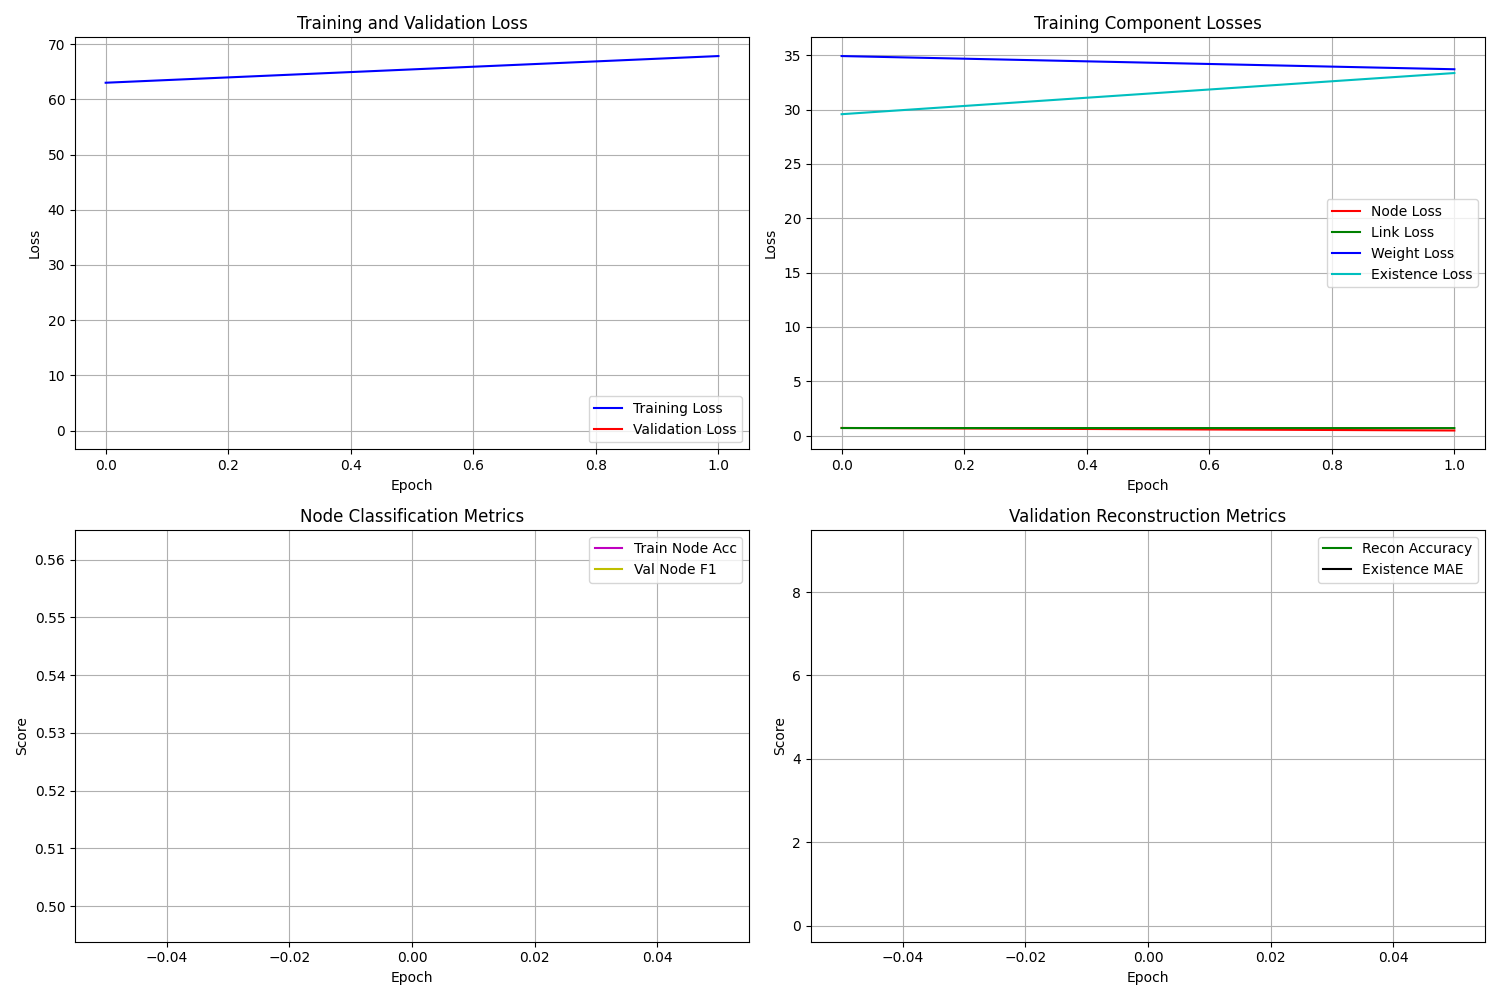 Training and Validation Loss
70
60
50
40
30
20
10
0
Loss
0.0 0.2 0.4 0.6 0.8 1.0
Epoch
Training Loss
Validation Loss
Training Component Losses
35
30
25
20
15
10
5
0
Loss
0.0 0.2 0.4 0.6 0.8 1.0
Epoch
Node Loss
Link Loss
Weight Loss
Existence Loss
Node Classification Metrics
0.56
0.55
0.54
0.53
0.52
0.51
0.50
Score
−0.04 −0.02 0.00 0.02 0.04
Epoch
Train Node Acc
Val Node F1
Validation Reconstruction Metrics
8
6
4
2
0
Score
−0.04 −0.02 0.00 0.02 0.04
Epoch
Recon Accuracy
Existence MAE